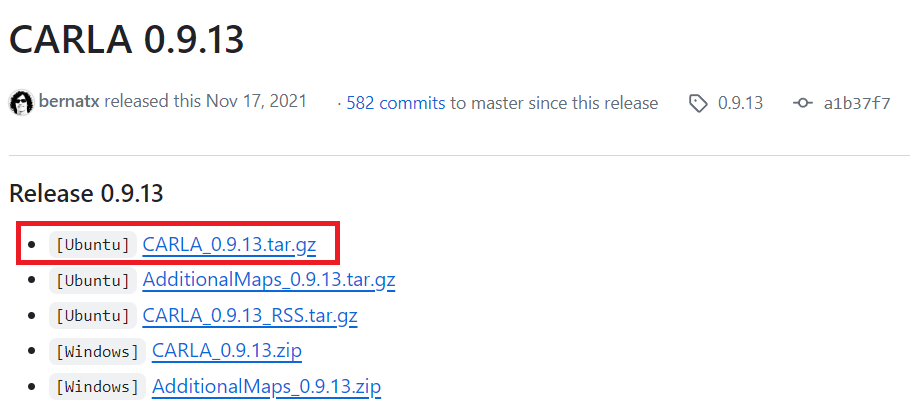 CARLA 0.9.13
bernatx released this Nov 17, 2021 · 582 commits to master since this release 0.9.13 a1b37f7
Release 0.9.13
• [Ubuntu] CARLA_0.9.13.tar.gz
• [Ubuntu] AdditionalMaps_0.9.13.tar.gz
• [Ubuntu] CARLA_0.9.13_RSS.tar.gz
• [Windows] CARLA_0.9.13.zip
• [Windows] AdditionalMaps_0.9.13.zip